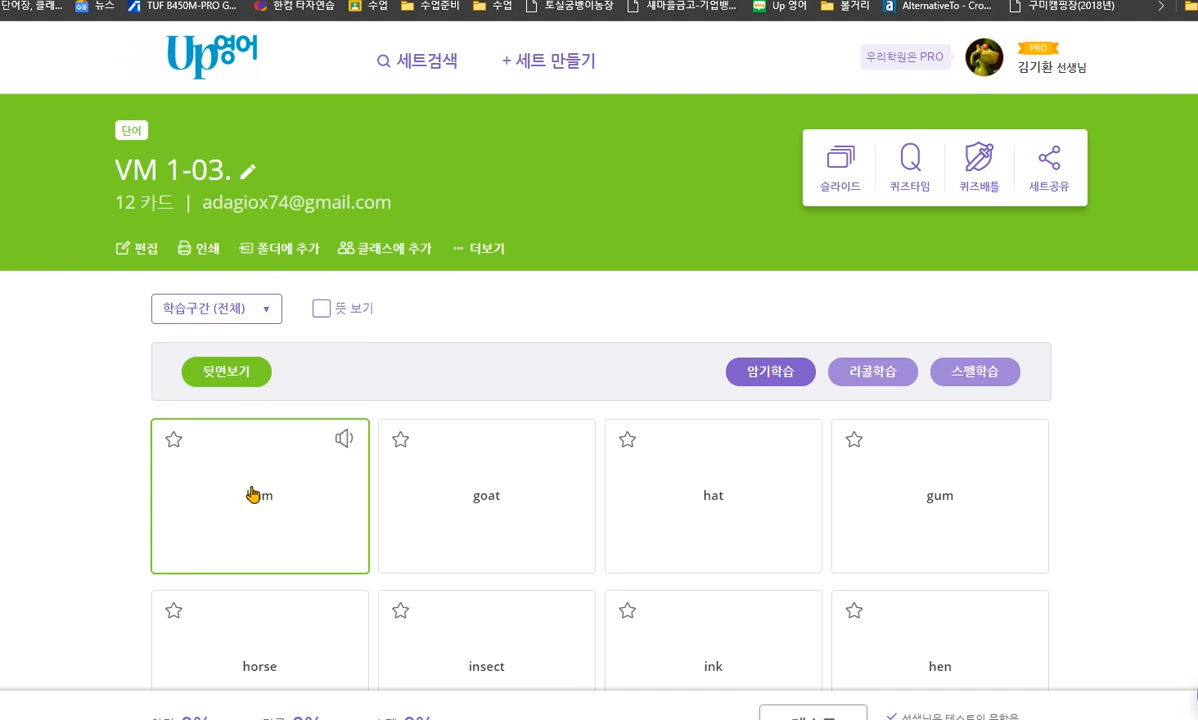 단어장, 클래... 뉴스 TUF B450M-PRO G... 한컴 타자연습 수업 수업준비 수업 토실굼벵이농장 새마을금고-기업뱅... Up 영어 볼거리 AlternativeTo - Cro... 구미캠핑장(2018년)
Up영어
세트검색
+ 세트 만들기
우리학원은 PRO
PRO
김기환 선생님
단어
VM 1-03.
12 카드 | adagiox74@gmail.com
슬라이드 퀴즈타임 퀴즈배틀 세트공유
편집 인쇄 폴더에 추가 클래스에 추가 ··· 더보기
학습구간 (전체) ▼ 뜻 보기
뒷면보기 암기학습 리콜학습 스펠학습
goat hat gum
horse insect ink hen